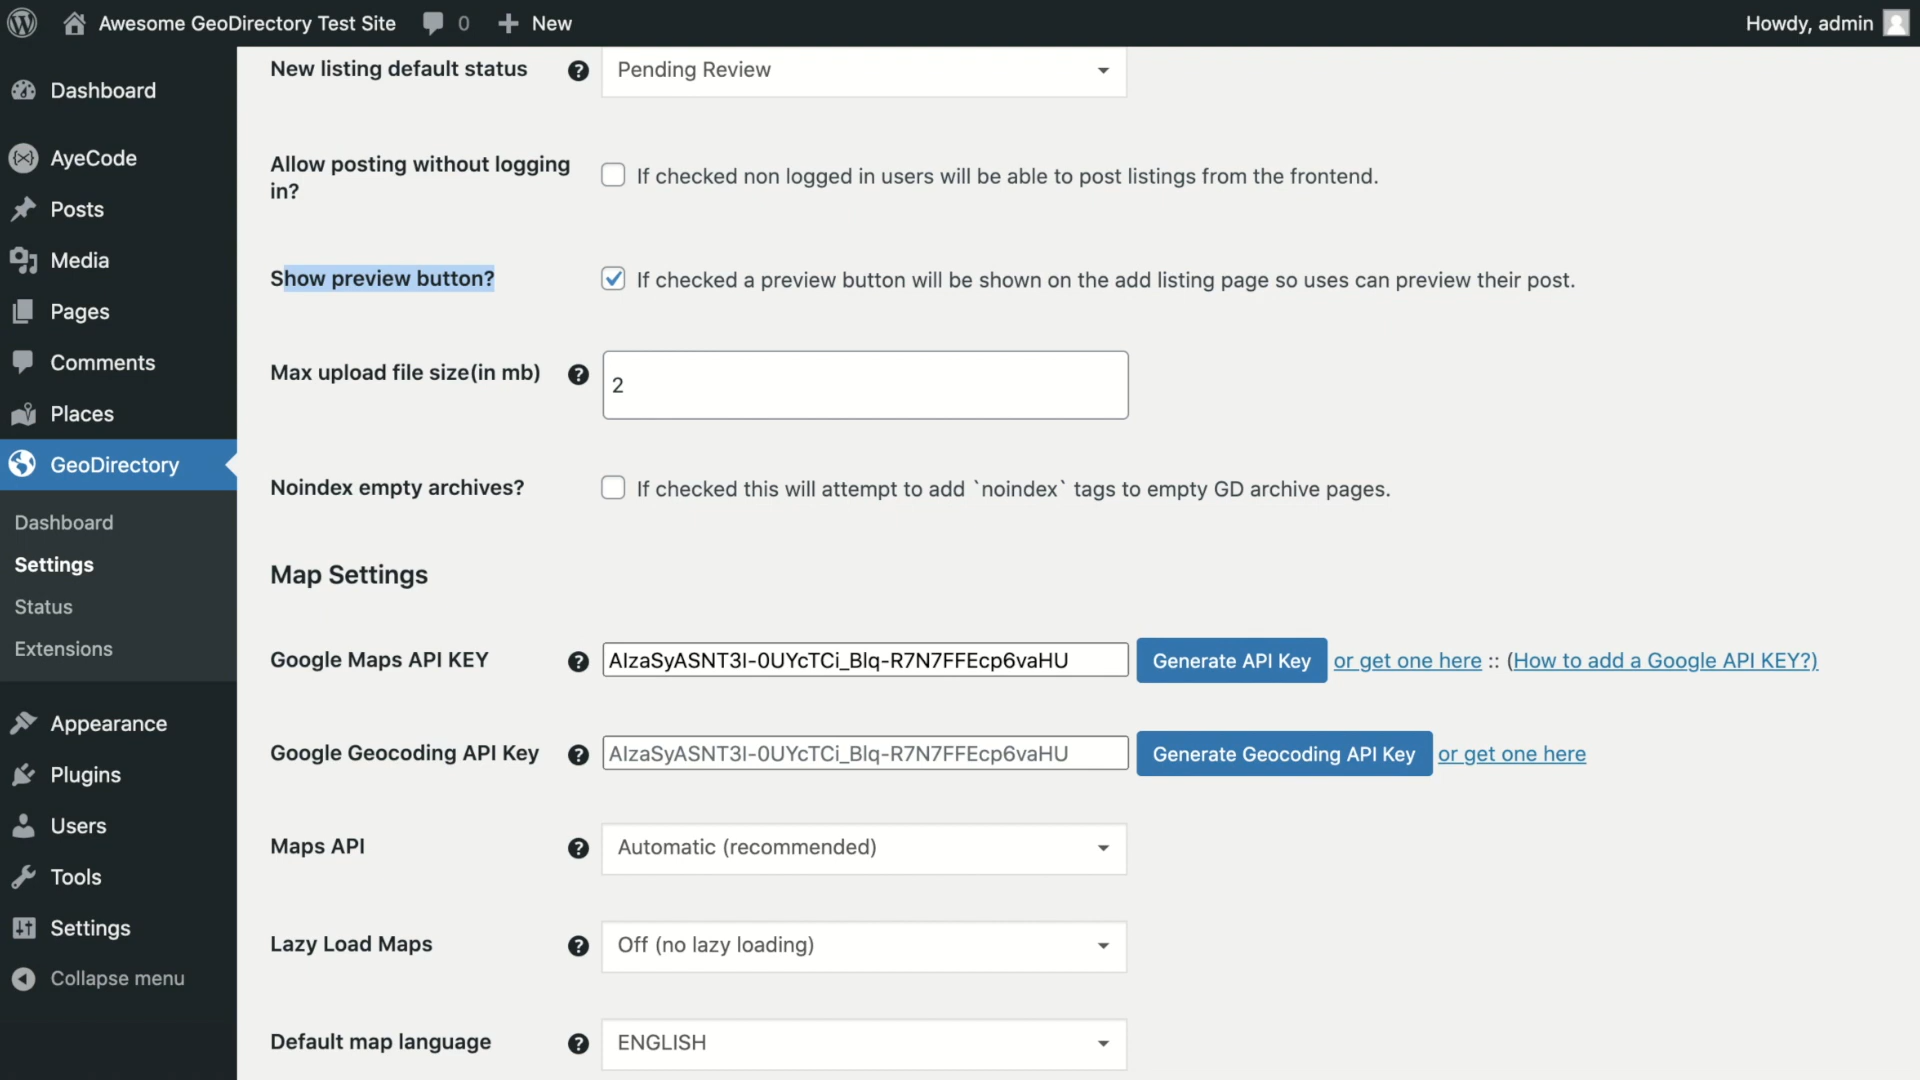 Awesome GeoDirectory Test Site 0 New Howdy, admin
Dashboard
AyeCode
Posts
Media
Pages
Comments
Places
GeoDirectory
Dashboard
Settings
Status
Extensions
Appearance
Plugins
Users
Tools
Settings
Collapse menu
New listing default status ? Pending Review
Allow posting without logging
in?
If checked non logged in users will be able to post listings from the frontend.
Show preview button? If checked a preview button will be shown on the add listing page so uses can preview their post.
Max upload file size(in mb) ? 2
Noindex empty archives? If checked this will attempt to add `noindex` tags to empty GD archive pages.
Map Settings
Google Maps API KEY ? AIzaSyASNT3I-0UYcTCi_Blq-R7N7FFEcp6vaHU Generate API Key or get one here :: (How to add a Google API KEY?)
Google Geocoding API Key ? AIzaSyASNT3I-0UYcTCi_Blq-R7N7FFEcp6vaHU Generate Geocoding API Key or get one here
Maps API ? Automatic (recommended)
Lazy Load Maps ? Off (no lazy loading)
Default map language ? ENGLISH